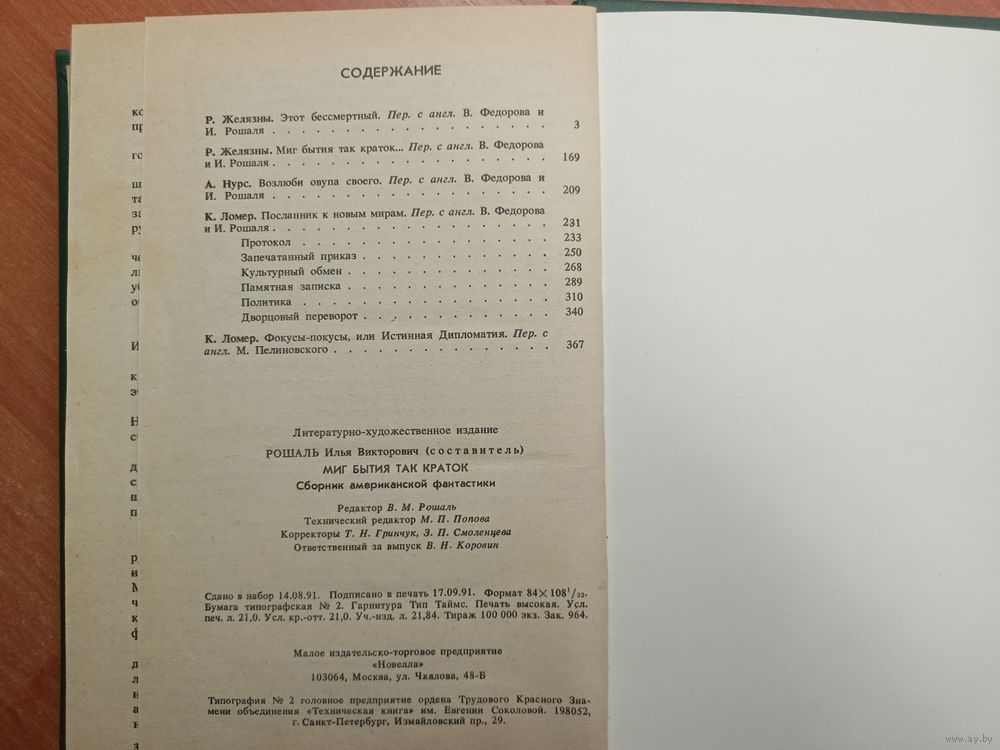 СОДЕРЖАНИЕ
Р. Желязны. Этот бессмертный. Пер. с англ. В. Федорова и
И. Рошаля . . . . . . . . . . . . . . . . . . 3
Р. Желязны. Миг бытия так краток... Пер. с англ. В. Федорова
и И. Рошаля . . . . . . . . . . . . . . . . . . 169
А. Нурс. Возлюби овупа своего. Пер. с англ. В. Федорова и
И. Рошаля . . . . . . . . . . . . . . . . . . 209
К. Ломер. Посланник к новым мирам. Пер. с англ. В. Федорова
и И. Рошаля . . . . . . . . . . . . . . . . . . 231
Протокол . . . . . . . . . . . . . . . . 233
Запечатанный приказ . . . . . . . . . . . . 250
Культурный обмен . . . . . . . . . . . . . 268
Памятная записка . . . . . . . . . . . . . 289
Политика . . . . . . . . . . . . . . . . 310
Дворцовый переворот . . . . . . . . . . . . 340
К. Ломер. Фокусы-покусы, или Истинная Дипломатия. Пер. с
англ. М. Пелиновского . . . . . . . . . . . . . . 367
Литературно-художественное издание
РОШАЛЬ Илья Викторович (составитель)
МИГ БЫТИЯ ТАК КРАТОК
Сборник американской фантастики
Редактор В. М. Рошаль
Технический редактор М. П. Попова
Корректоры Т. Н. Гринчук, З. П. Смоленцева
Ответственный за выпуск В. Н. Коровин
Сдано в набор 14.08.91. Подписано в печать 17.09.91. Формат 84×108¹/₃₂.
Бумага типографская № 2. Гарнитура Тип Таймс. Печать высокая. Усл.
печ. л. 21,0. Усл. кр.-отт. 21,0. Уч.-изд. л. 21,84. Тираж 100 000 экз. Зак. 964.
Малое издательско-торговое предприятие
«Новелла»
103064, Москва, ул. Чкалова, 48-Б
Типография № 2 головное предприятие ордена Трудового Красного Зна-
мени объединения «Техническая книга» им. Евгении Соколовой. 198052,
г. Санкт-Петербург, Измайловский пр., 29.
www.ay.by